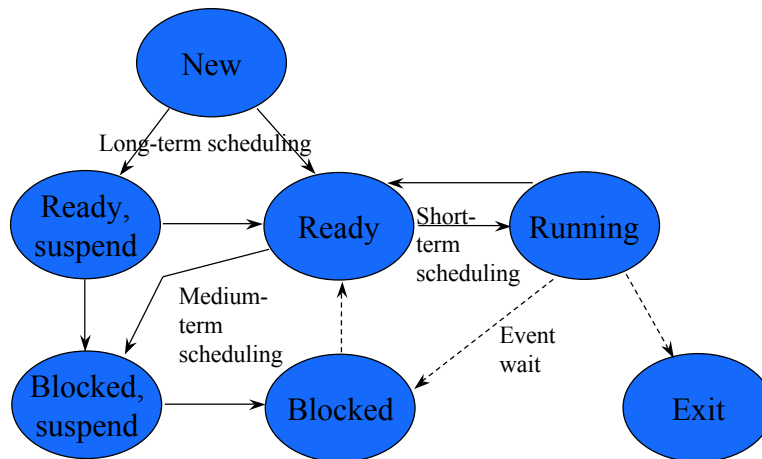 New
Long-term scheduling
Ready,
suspend
Ready
Short-
term
scheduling
Running
Medium-
term
scheduling
Event
wait
Blocked,
suspend
Blocked
Exit